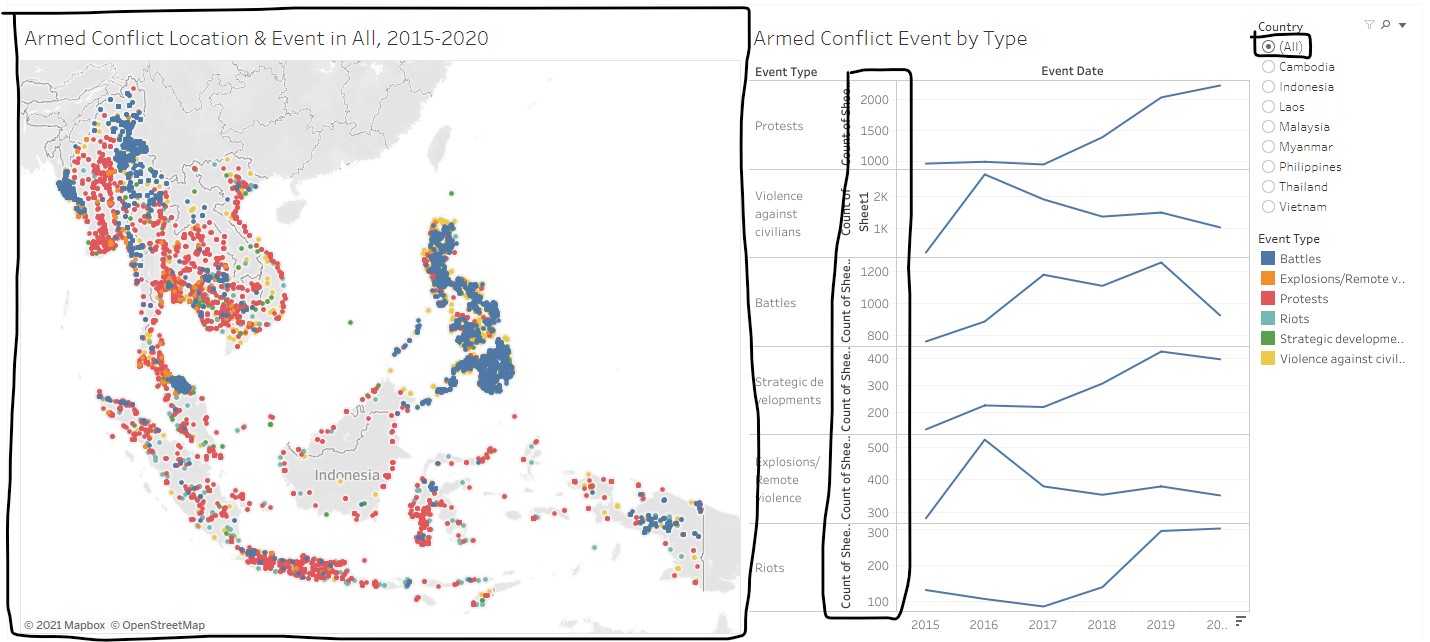 Armed Conflict Location & Event in All, 2015-2020
Indonesia
© 2021 Mapbox © OpenStreetMap
Armed Conflict Event by Type
Event Type
Event Date
Protests
Count of Shee..
2000
1500
1000
Violence
against
civilians
Count of
Sheet1
2K
1K
Battles
Count of Shee..
1200
1000
800
Strategic de
velopments
Count of Shee..
400
300
200
Explosions/
Remote
violence
Count of Shee..
500
400
300
Riots
Count of Shee..
300
200
100
2015
2016
2017
2018
2019
20..
Country
(All)
Cambodia
Indonesia
Laos
Malaysia
Myanmar
Philippines
Thailand
Vietnam
Event Type
Battles
Explosions/Remote v..
Protests
Riots
Strategic developme..
Violence against civil..